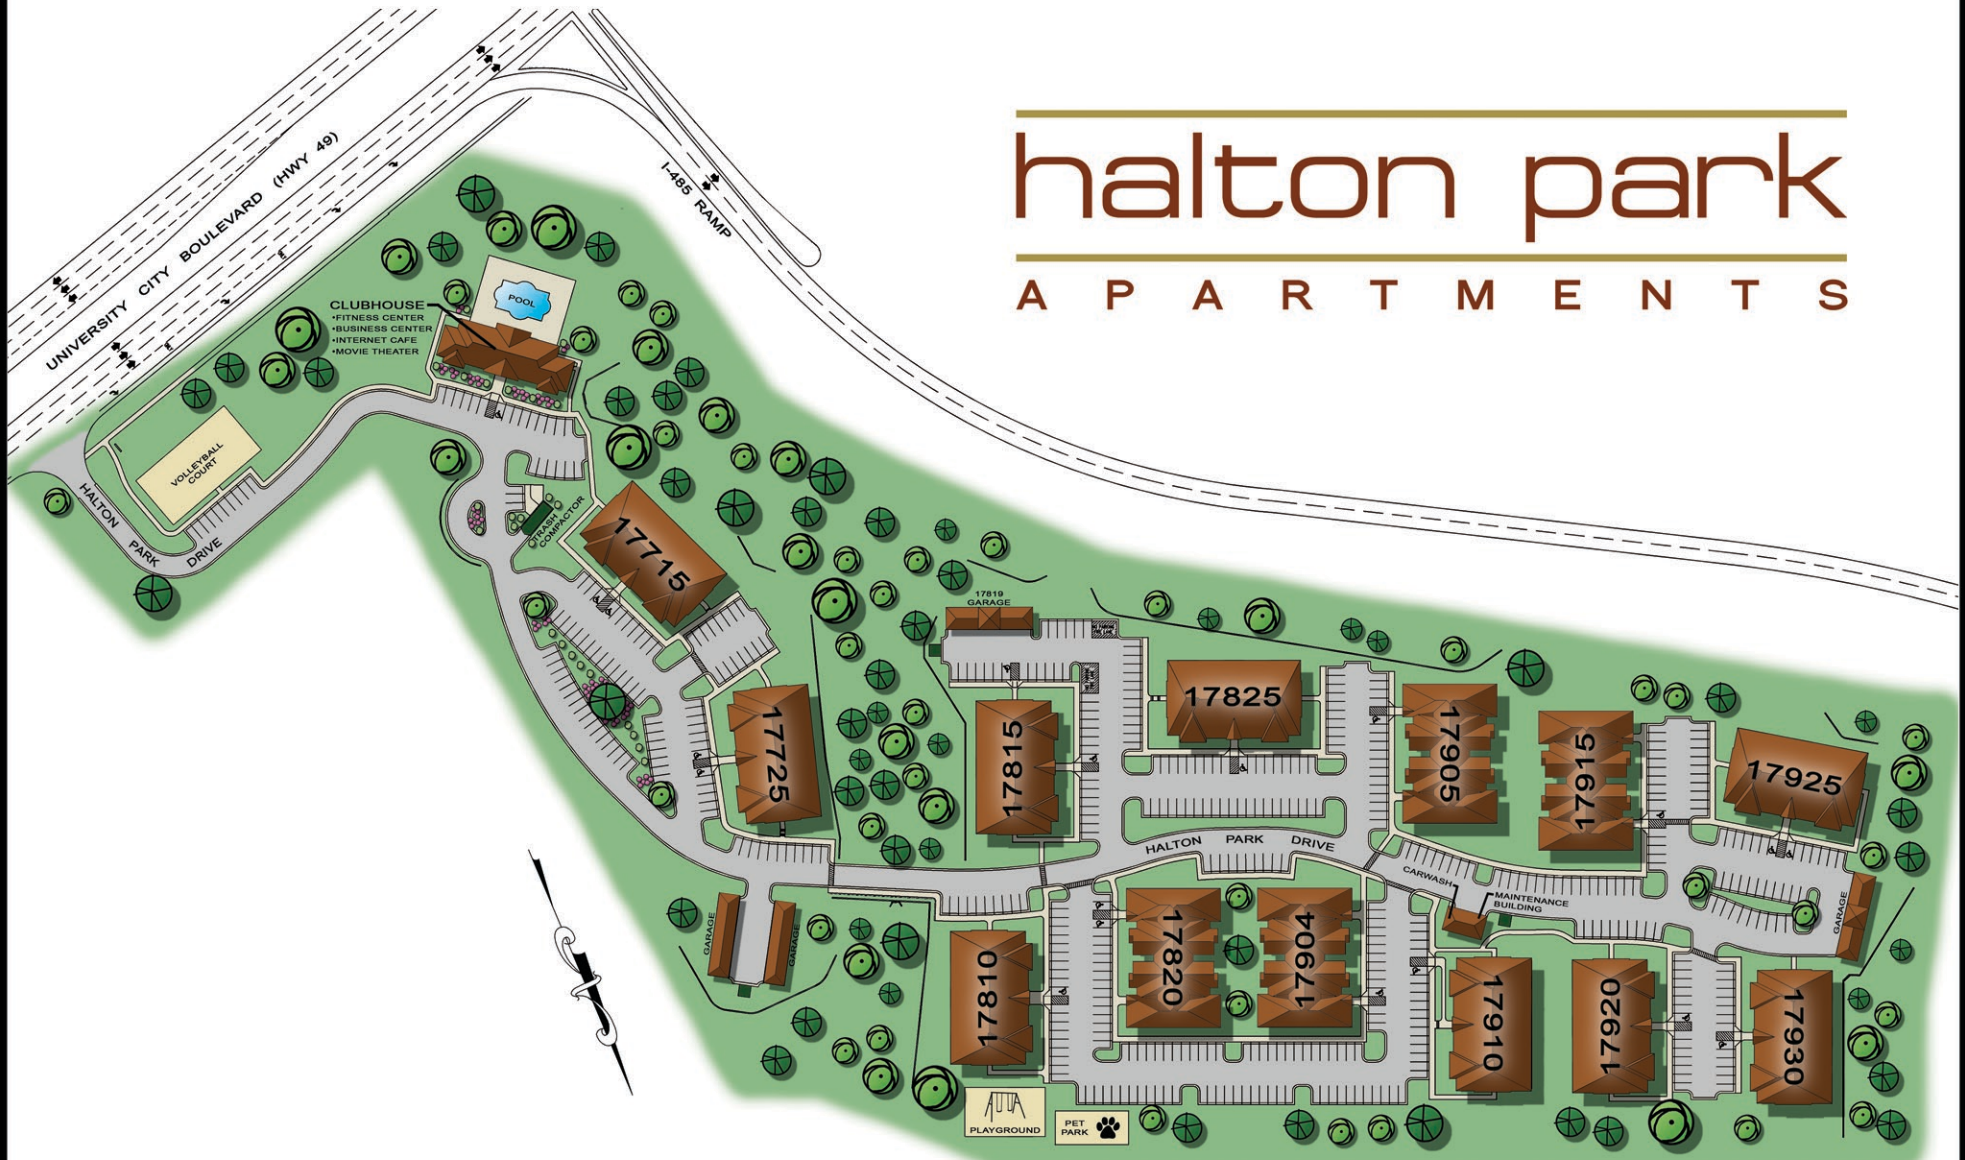 halton park
APARTMENTS
UNIVERSITY CITY BOULEVARD (HWY 49)
I-485 RAMP
CLUBHOUSE
•FITNESS CENTER
•BUSINESS CENTER
•INTERNET CAFE
•MOVIE THEATER
POOL
VOLLEYBALL
COURT
HALTON PARK DRIVE
TRASH
COMPACTOR
17715
17725
17819
GARAGE
17815
17825
17905
17915
17925
HALTON PARK DRIVE
CARWASH
MAINTENANCE
BUILDING
GARAGE
GARAGE
GARAGE
17810
17820
17904
17910
17920
17930
PLAYGROUND
PET
PARK